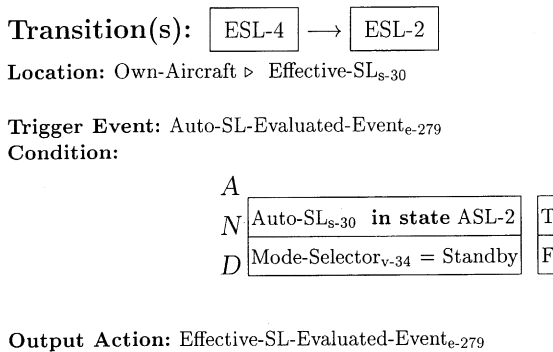 Transition(s): ESL-4 → ESL-2
Location: Own-Aircraft ▷ Effective-SLs-30
Trigger Event: Auto-SL-Evaluated-Evente-279
Condition:
A
N Auto-SLs-30 in state ASL-2 T
D Mode-Selectorv-34 = Standby F
Output Action: Effective-SL-Evaluated-Evente-279